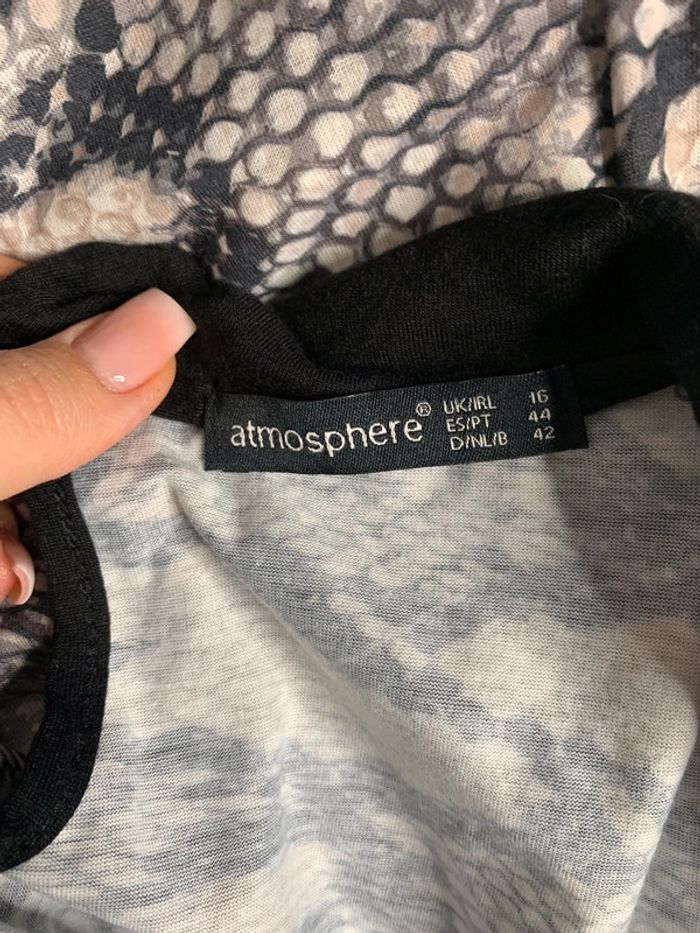 atmosphere®
UK/IRL 16
ES/PT 44
D/NL/B 42